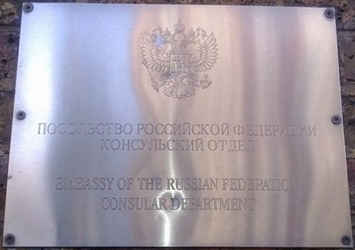 ПОСОЛЬСТВО РОССИЙСКОЙ ФЕДЕРАЦИИ
КОНСУЛЬСКИЙ ОТДЕЛ
EMBASSY OF THE RUSSIAN FEDERATION
CONSULAR DEPARTMENT